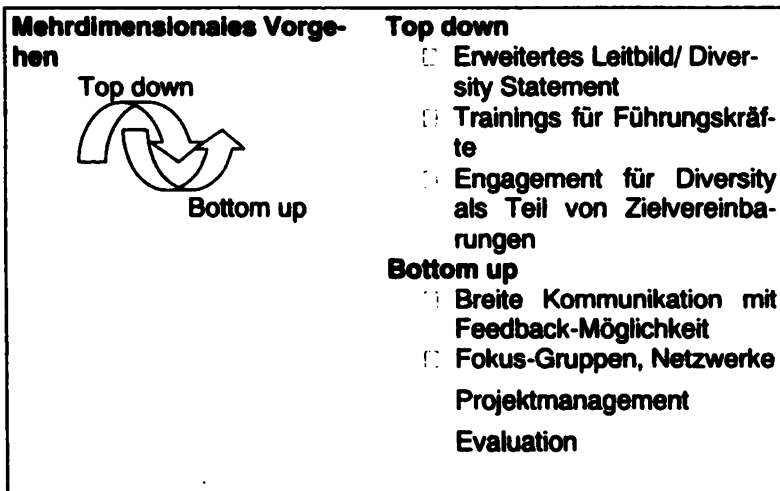 Mehrdimensionales Vorge-
hen
Top down
Bottom up
Top down
Erweitertes Leitbild/ Diver-
sity Statement
Trainings für Führungskräf-
te
Engagement für Diversity
als Teil von Zielvereinba-
rungen
Bottom up
Breite Kommunikation mit
Feedback-Möglichkeit
Fokus-Gruppen, Netzwerke
Projektmanagement
Evaluation